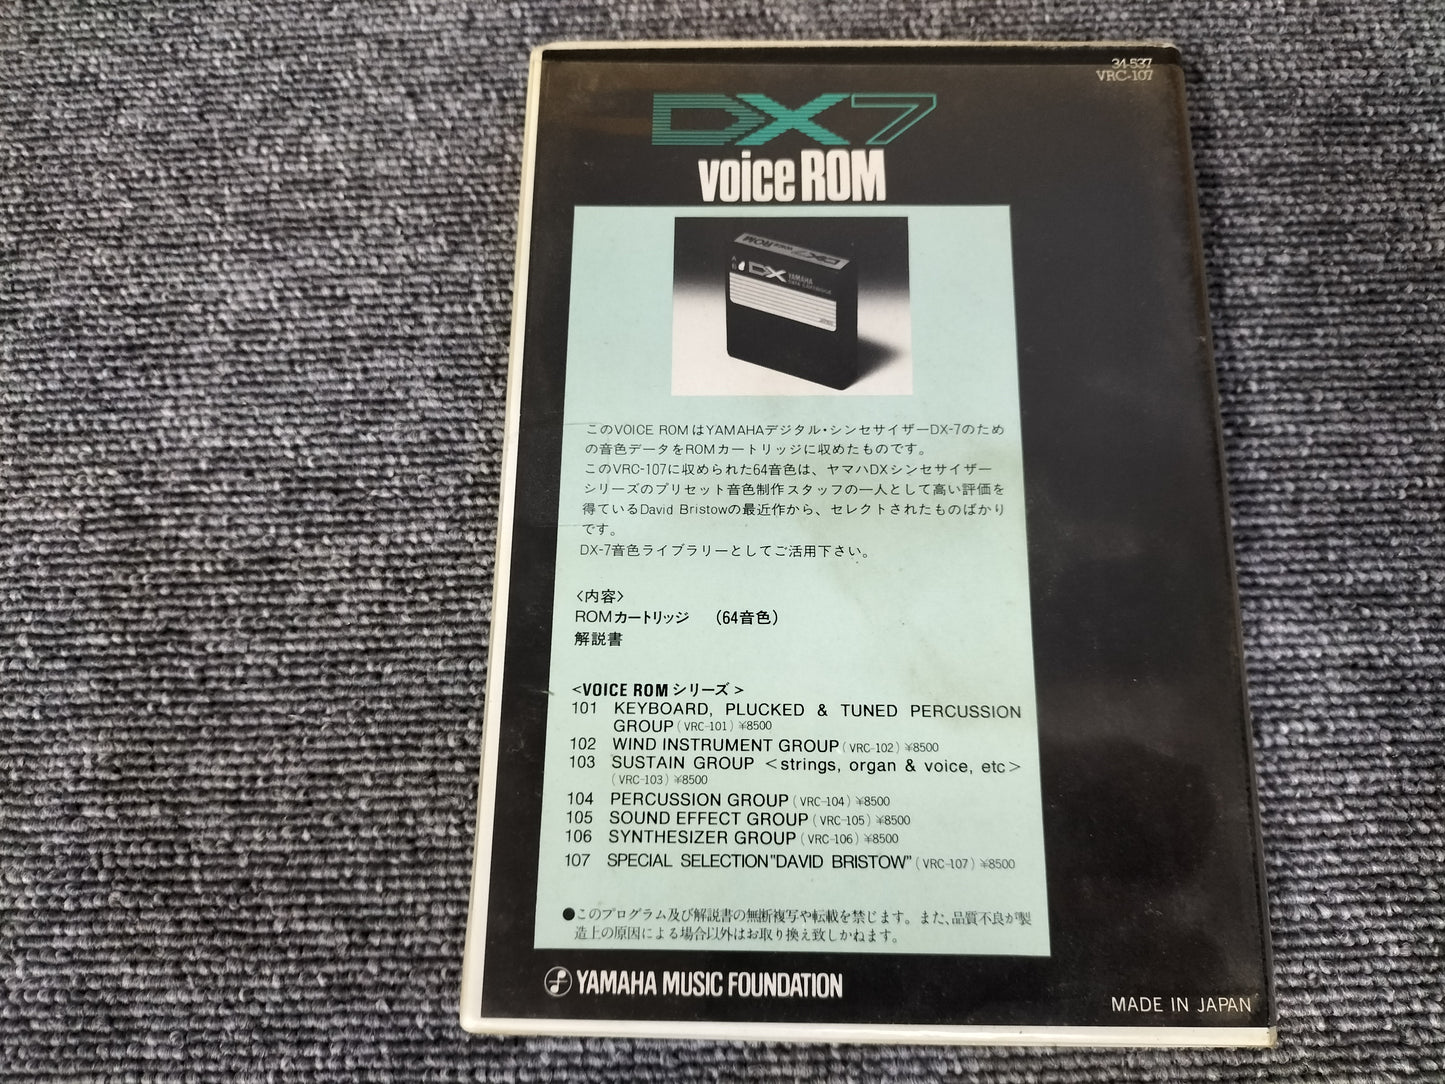 34-537
VRC-107
DX7
voice ROM
DX7 voice ROM
A
B
DX YAMAHA
DATA CARTRIDGE
このVOICE ROMはYAMAHAデジタル・シンセサイザーDX-7のため
の音色データをROMカートリッジに収めたものです。
このVRC-107に収められた64音色は、ヤマハDXシンセサイザー
シリーズのプリセット音色制作スタッフの一人として高い評価を
得ているDavid Bristowの最近作から、セレクトされたものばかり
です。
DX-7音色ライブラリーとしてご活用下さい。
〈内容〉
ROMカートリッジ (64音色)
解説書
<VOICE ROMシリーズ>
101 KEYBOARD, PLUCKED & TUNED PERCUSSION
GROUP (VRC-101) ¥8500
102 WIND INSTRUMENT GROUP (VRC-102) ¥8500
103 SUSTAIN GROUP <strings, organ & voice, etc>
(VRC-103) ¥8500
104 PERCUSSION GROUP (VRC-104) ¥8500
105 SOUND EFFECT GROUP (VRC-105) ¥8500
106 SYNTHESIZER GROUP (VRC-106) ¥8500
107 SPECIAL SELECTION"DAVID BRISTOW" (VRC-107) ¥8500
●このプログラム及び解説書の無断複写や転載を禁じます。また、品質不良が製
造上の原因による場合以外はお取り換え致しかねます。
YAMAHA MUSIC FOUNDATION
MADE IN JAPAN